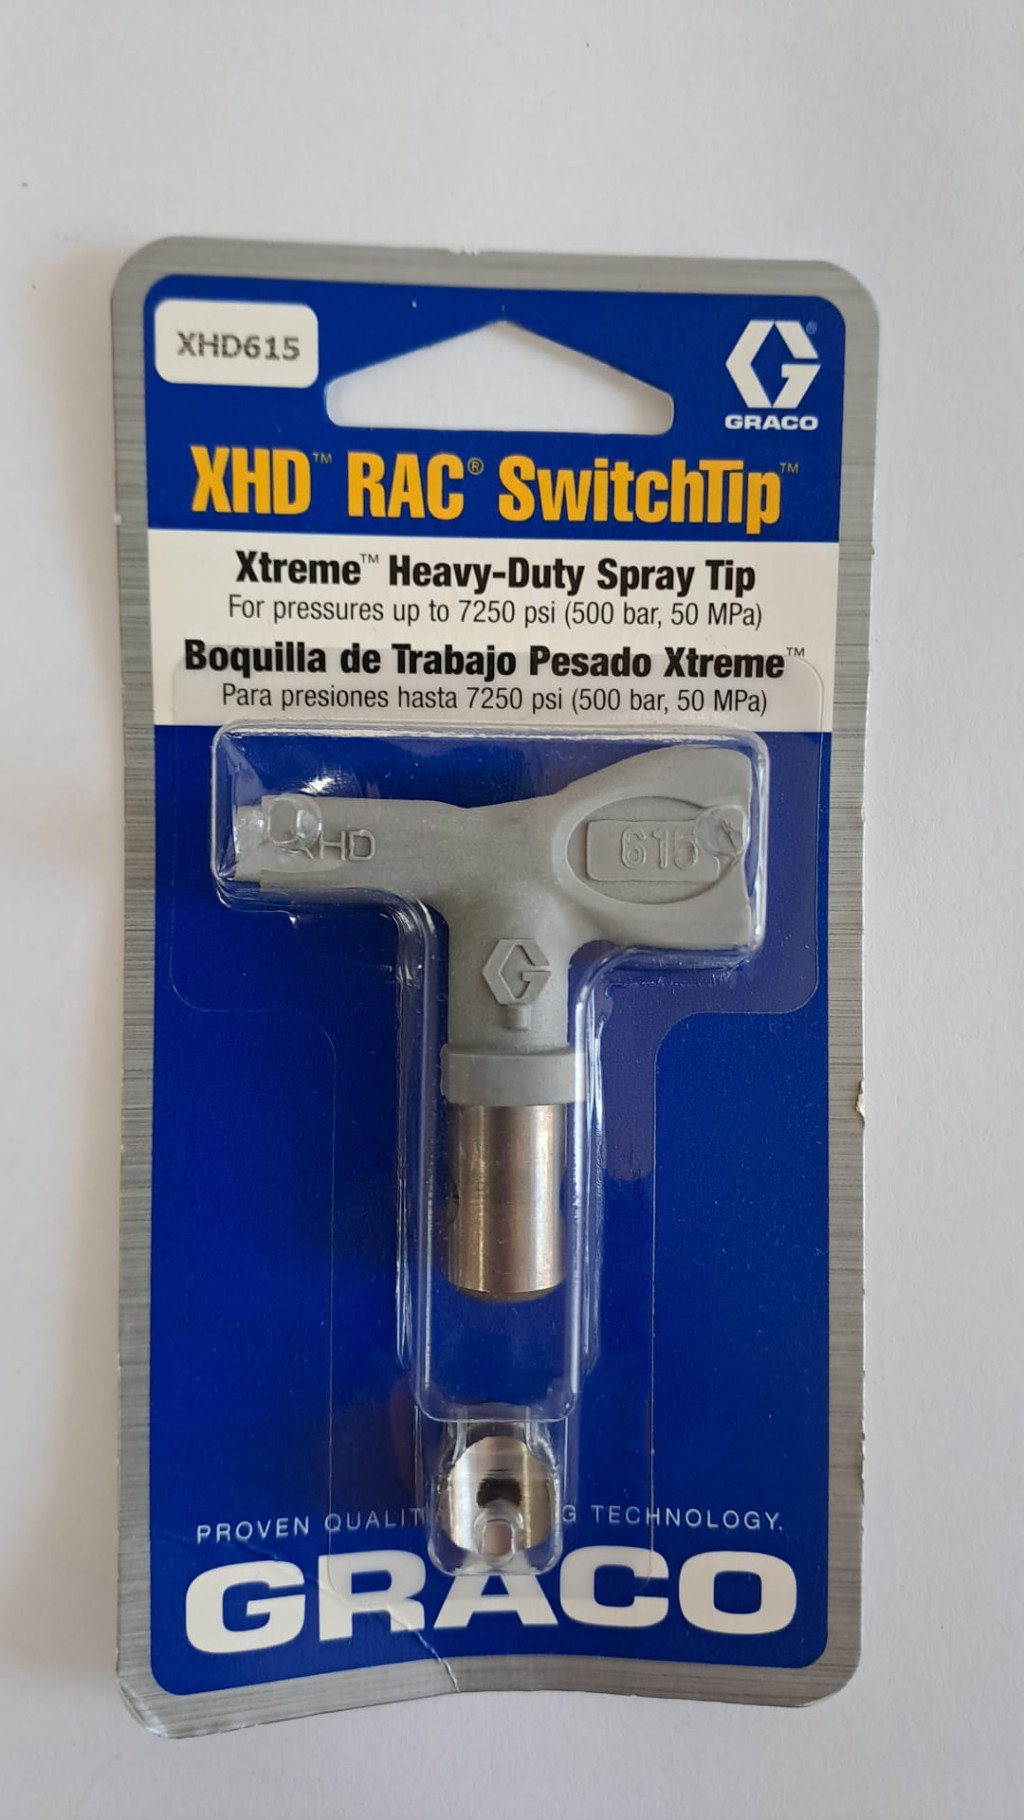 XHD615
GRACO
XHD™ RAC® SwitchTip™
Xtreme™ Heavy-Duty Spray Tip
For pressures up to 7250 psi (500 bar, 50 MPa)
Boquilla de Trabajo Pesado Xtreme™
Para presiones hasta 7250 psi (500 bar, 50 MPa)
XHD
615
PROVEN TECHNOLOGY.
GRACO